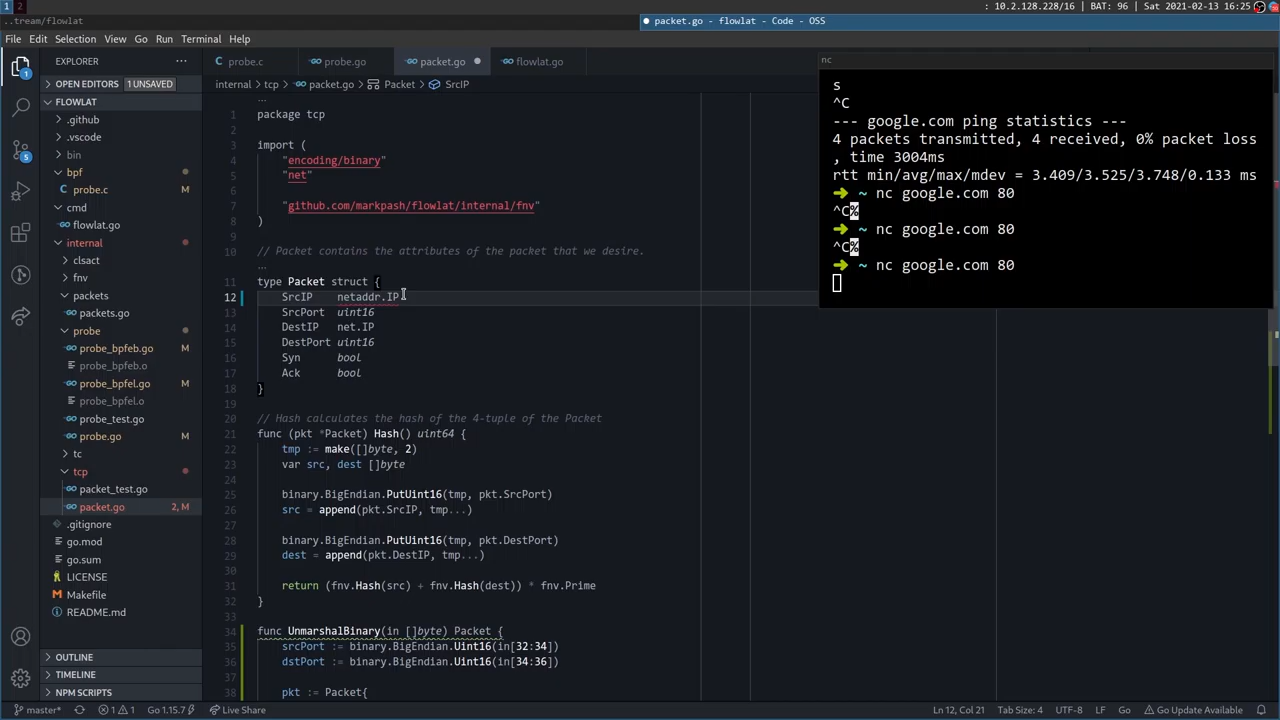 1 2
: 10.2.128.228/16 | BAT: 96 | Sat 2021-02-13 16:25
..tream/flowlat
● packet.go - flowlat - Code - OSS
File Edit Selection View Go Run Terminal Help
EXPLORER ...
OPEN EDITORS 1 UNSAVED
FLOWLAT
.github
.vscode
bin
bpf
probe.c M
cmd
flowlat.go
internal
clsact
fnv
packets
packets.go
probe
probe_bpfeb.go M
probe_bpfeb.o
probe_bpfel.go M
probe_bpfel.o
probe_test.go
probe.go M
tc
tcp
packet_test.go
packet.go 2, M
.gitignore
go.mod
go.sum
LICENSE
Makefile
README.md
OUTLINE
TIMELINE
NPM SCRIPTS
1
5
probe.c probe.go packet.go ● flowlat.go
internal > tcp > packet.go > Packet > SrcIP
...
1 package tcp
2
3 import (
4 "encoding/binary"
5 "net"
6
7 "github.com/markpash/flowlat/internal/fnv"
8 )
9
10 // Packet contains the attributes of the packet that we desire.
...
11 type Packet struct {
12 SrcIP netaddr.IP
13 SrcPort uint16
14 DestIP net.IP
15 DestPort uint16
16 Syn bool
17 Ack bool
18 }
19
20 // Hash calculates the hash of the 4-tuple of the Packet
21 func (pkt *Packet) Hash() uint64 {
22 tmp := make([]byte, 2)
23 var src, dest []byte
24
25 binary.BigEndian.PutUint16(tmp, pkt.SrcPort)
26 src = append(pkt.SrcIP, tmp...)
27
28 binary.BigEndian.PutUint16(tmp, pkt.DestPort)
29 dest = append(pkt.DestIP, tmp...)
30
31 return (fnv.Hash(src) + fnv.Hash(dest)) * fnv.Prime
32 }
33
34 func UnmarshalBinary(in []byte) Packet {
35 srcPort := binary.BigEndian.Uint16(in[32:34])
36 dstPort := binary.BigEndian.Uint16(in[34:36])
37
38 pkt := Packet{
nc
s
^C
--- google.com ping statistics ---
4 packets transmitted, 4 received, 0% packet loss
, time 3004ms
rtt min/avg/max/mdev = 3.409/3.525/3.748/0.133 ms
➜ ~ nc google.com 80
^C%
➜ ~ nc google.com 80
^C%
➜ ~ nc google.com 80
master* 1 1 Go 1.15.7 Live Share
Ln 12, Col 21 Tab Size: 4 UTF-8 LF Go Go Update Available